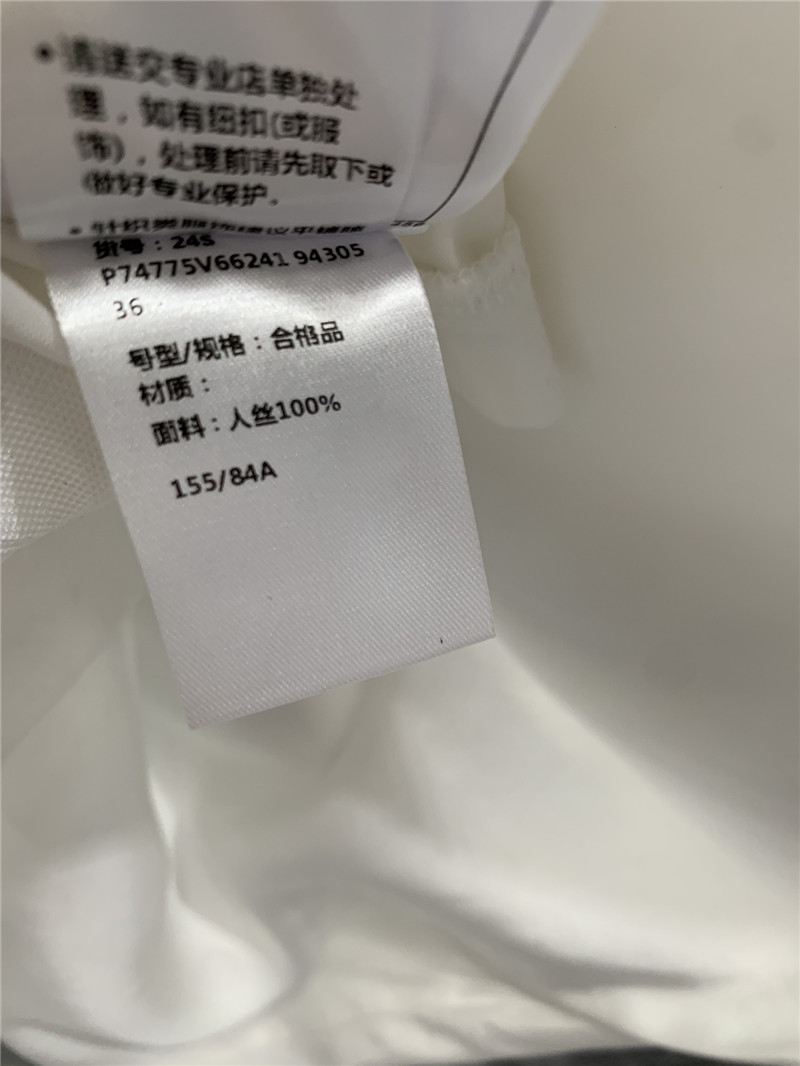 • 请送交专业店单独处
理，如有纽扣(或服
饰)，处理前请先取下或
做好专业保护。
货号：24S
P74775V66241 94305
36
号型/规格：合格品
材质：
面料：人丝100%
155/84A